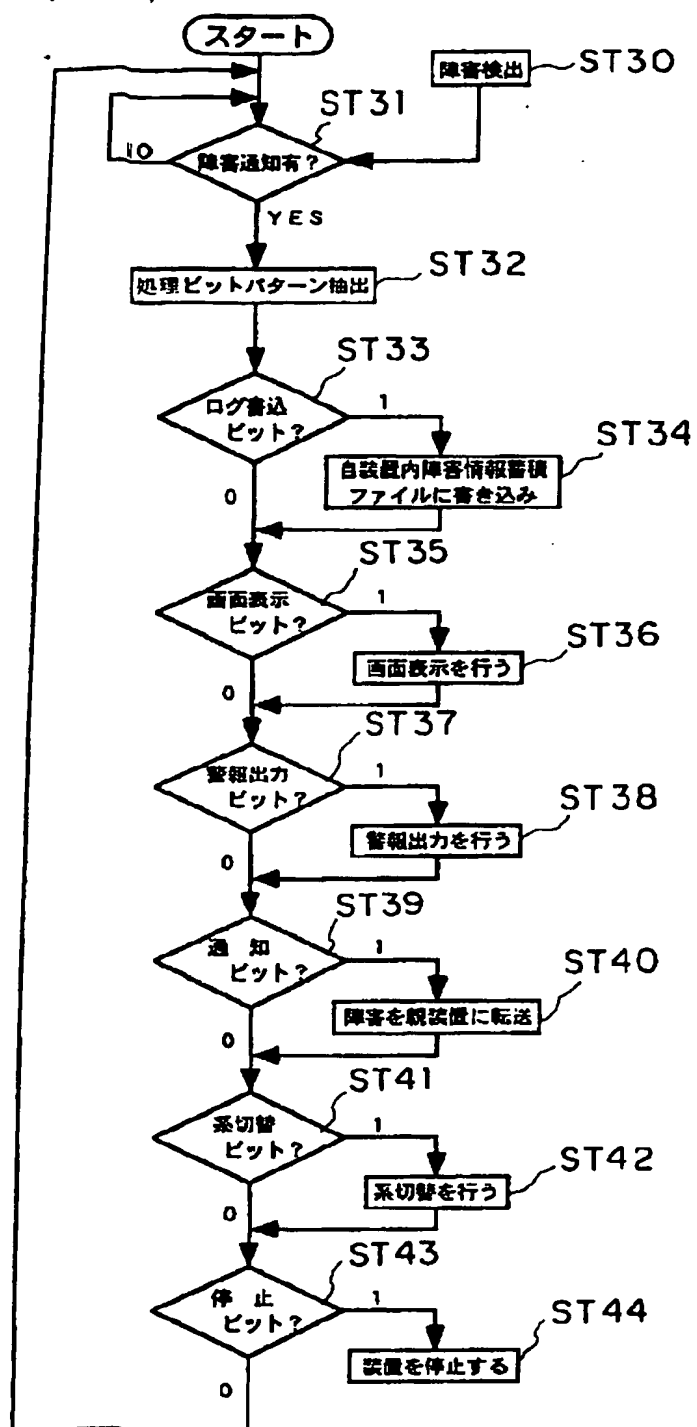 スタート
障害検出
ST30
ST31
障害通知有？
NO
YES
処理ビットパターン抽出
ST32
ST33
ログ書込
ビット？
1
0
ST34
自装置内障害情報蓄積
ファイルに書き込み
ST35
画面表示
ビット？
1
0
ST36
画面表示を行う
ST37
警報出力
ビット？
1
0
ST38
警報出力を行う
ST39
通　知
ビット？
1
0
ST40
障害を親装置に転送
ST41
系切替
ビット？
1
0
ST42
系切替を行う
ST43
停　止
ビット？
1
0
ST44
装置を停止する